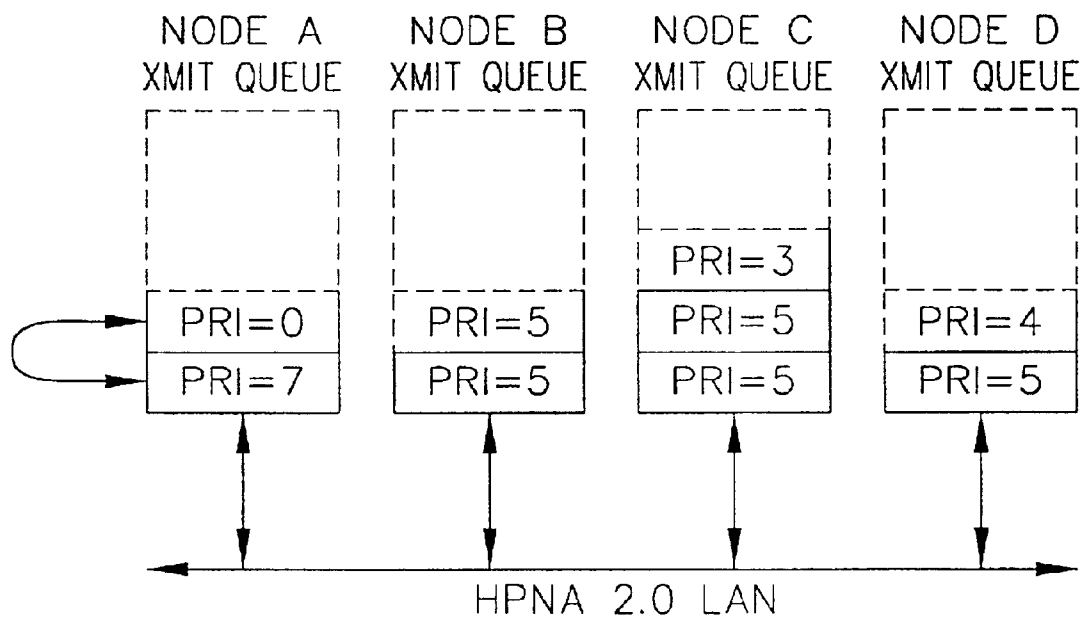 NODE A NODE B NODE C NODE D
XMIT QUEUE XMIT QUEUE XMIT QUEUE XMIT QUEUE
PRI=3
PRI=0 PRI=5 PRI=5 PRI=4
PRI=7 PRI=5 PRI=5 PRI=5
HPNA 2.0 LAN